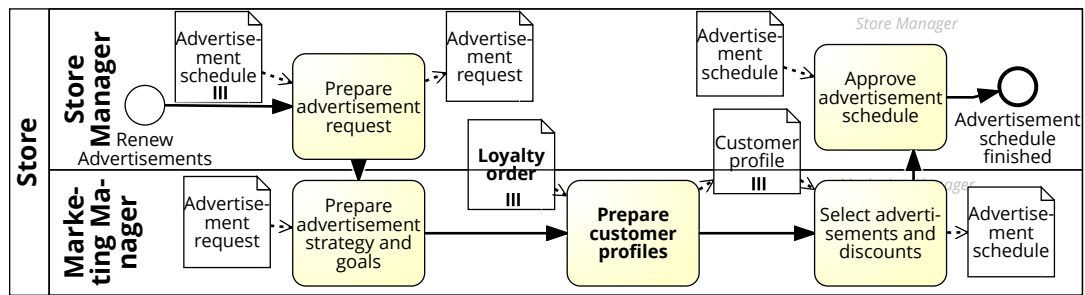 Store
Store
Manager
Store Manager
Renew
Advertisements
Advertise-
ment
schedule
III
Prepare
advertisement
request
Advertise-
ment
request
Advertise-
ment
schedule
Approve
advertisement
schedule
Advertisement
schedule
finished
Marke-
ting Ma-
nager
Advertise-
ment
request
Prepare
advertisement
strategy and
goals
Loyalty
order
III
Prepare
customer
profiles
Customer
profile
III
Select adverti-
sements and
discounts
Advertise-
ment
schedule